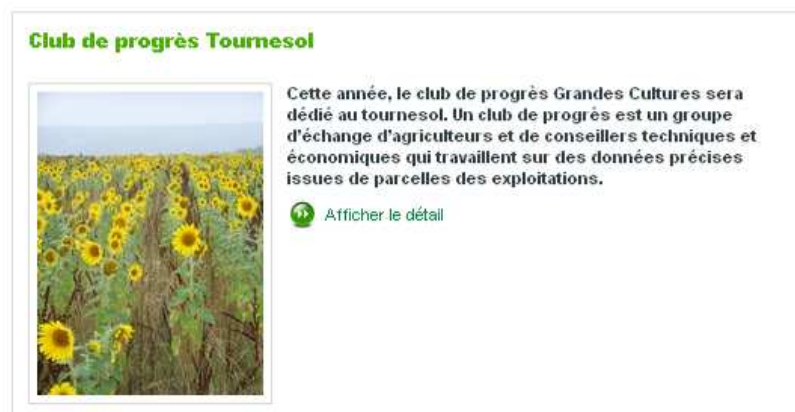 Club de progrès Tournesol
Cette année, le club de progrès Grandes Cultures sera
dédié au tournesol. Un club de progrès est un groupe
d'échange d'agriculteurs et de conseillers techniques et
économiques qui travaillent sur des données précises
issues de parcelles des exploitations.
Afficher le détail